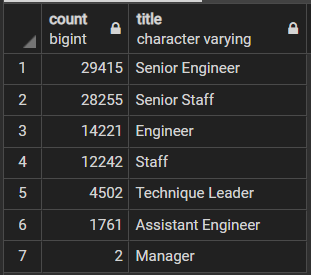 count title
bigint character varying
1 29415 Senior Engineer
2 28255 Senior Staff
3 14221 Engineer
4 12242 Staff
5 4502 Technique Leader
6 1761 Assistant Engineer
7 2 Manager